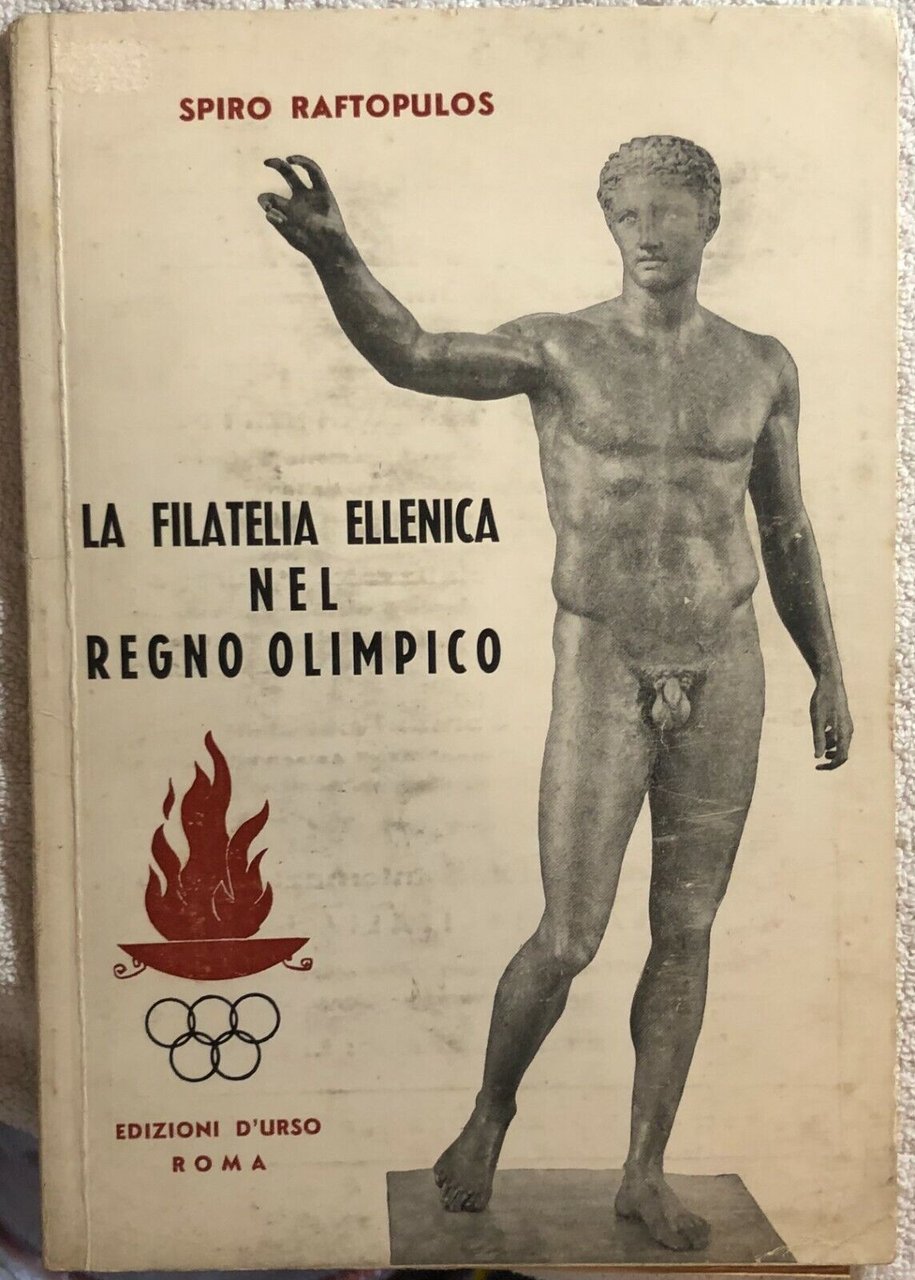 SPIRO RAFTOPULOS
LA FILATELIA ELLENICA
NEL
REGNO OLIMPICO
EDIZIONI D'URSO
ROMA